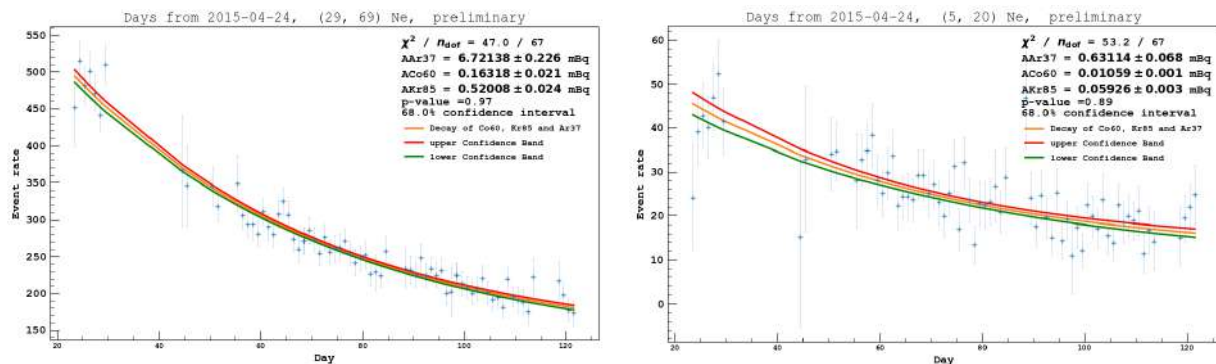 Days from 2015-04-24, (29, 69) Ne, preliminary
χ² / n_dof = 47.0 / 67
AAr37 = 6.72138 ± 0.226 mBq
ACo60 = 0.16318 ± 0.021 mBq
AKr85 = 0.52008 ± 0.024 mBq
p-value =0.97
68.0% confidence interval
Decay of Co60, Kr85 and Ar37
upper Confidence Band
lower Confidence Band
Event rate
550
500
450
400
350
300
250
200
150
20 40 60 80 100 120
Day
Days from 2015-04-24, (5, 20) Ne, preliminary
χ² / n_dof = 53.2 / 67
AAr37 = 0.63114 ± 0.068 mBq
ACo60 = 0.01059 ± 0.001 mBq
AKr85 = 0.05926 ± 0.003 mBq
p-value =0.89
68.0% confidence interval
Decay of Co60, Kr85 and Ar37
upper Confidence Band
lower Confidence Band
Event rate
60
50
40
30
20
10
0
20 40 60 80 100 120
Day